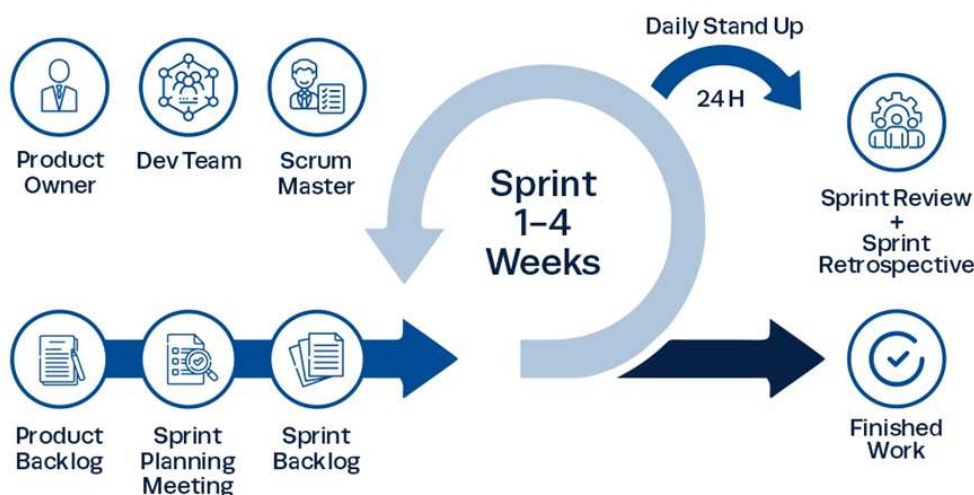 Daily Stand Up
24H
Product
Owner
Dev Team
Scrum
Master
Sprint
1–4
Weeks
Sprint Review
+
Sprint
Retrospective
Product
Backlog
Sprint
Planning
Meeting
Sprint
Backlog
Finished
Work